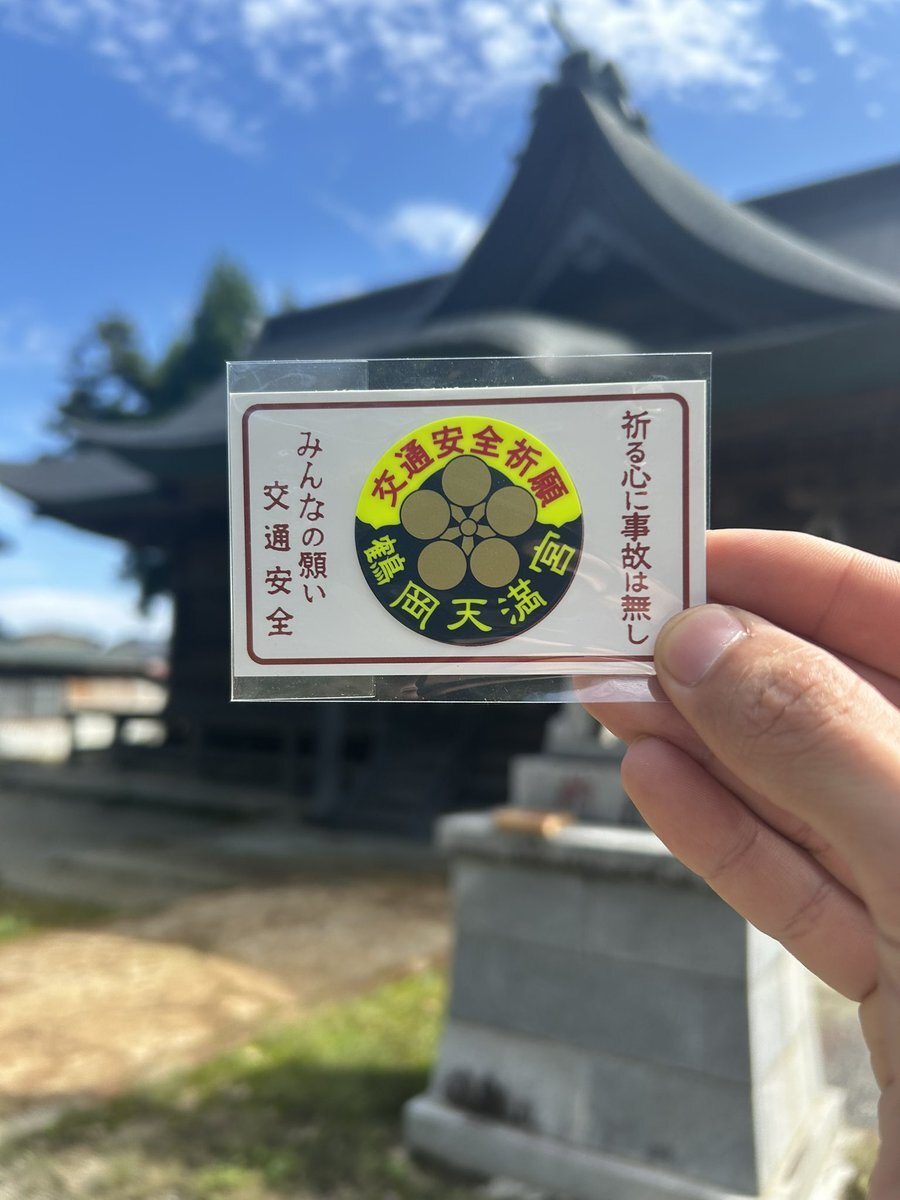 祈る心に事故は無し
交通安全祈願
鶴岡天満宮
みんなの願い
交通安全